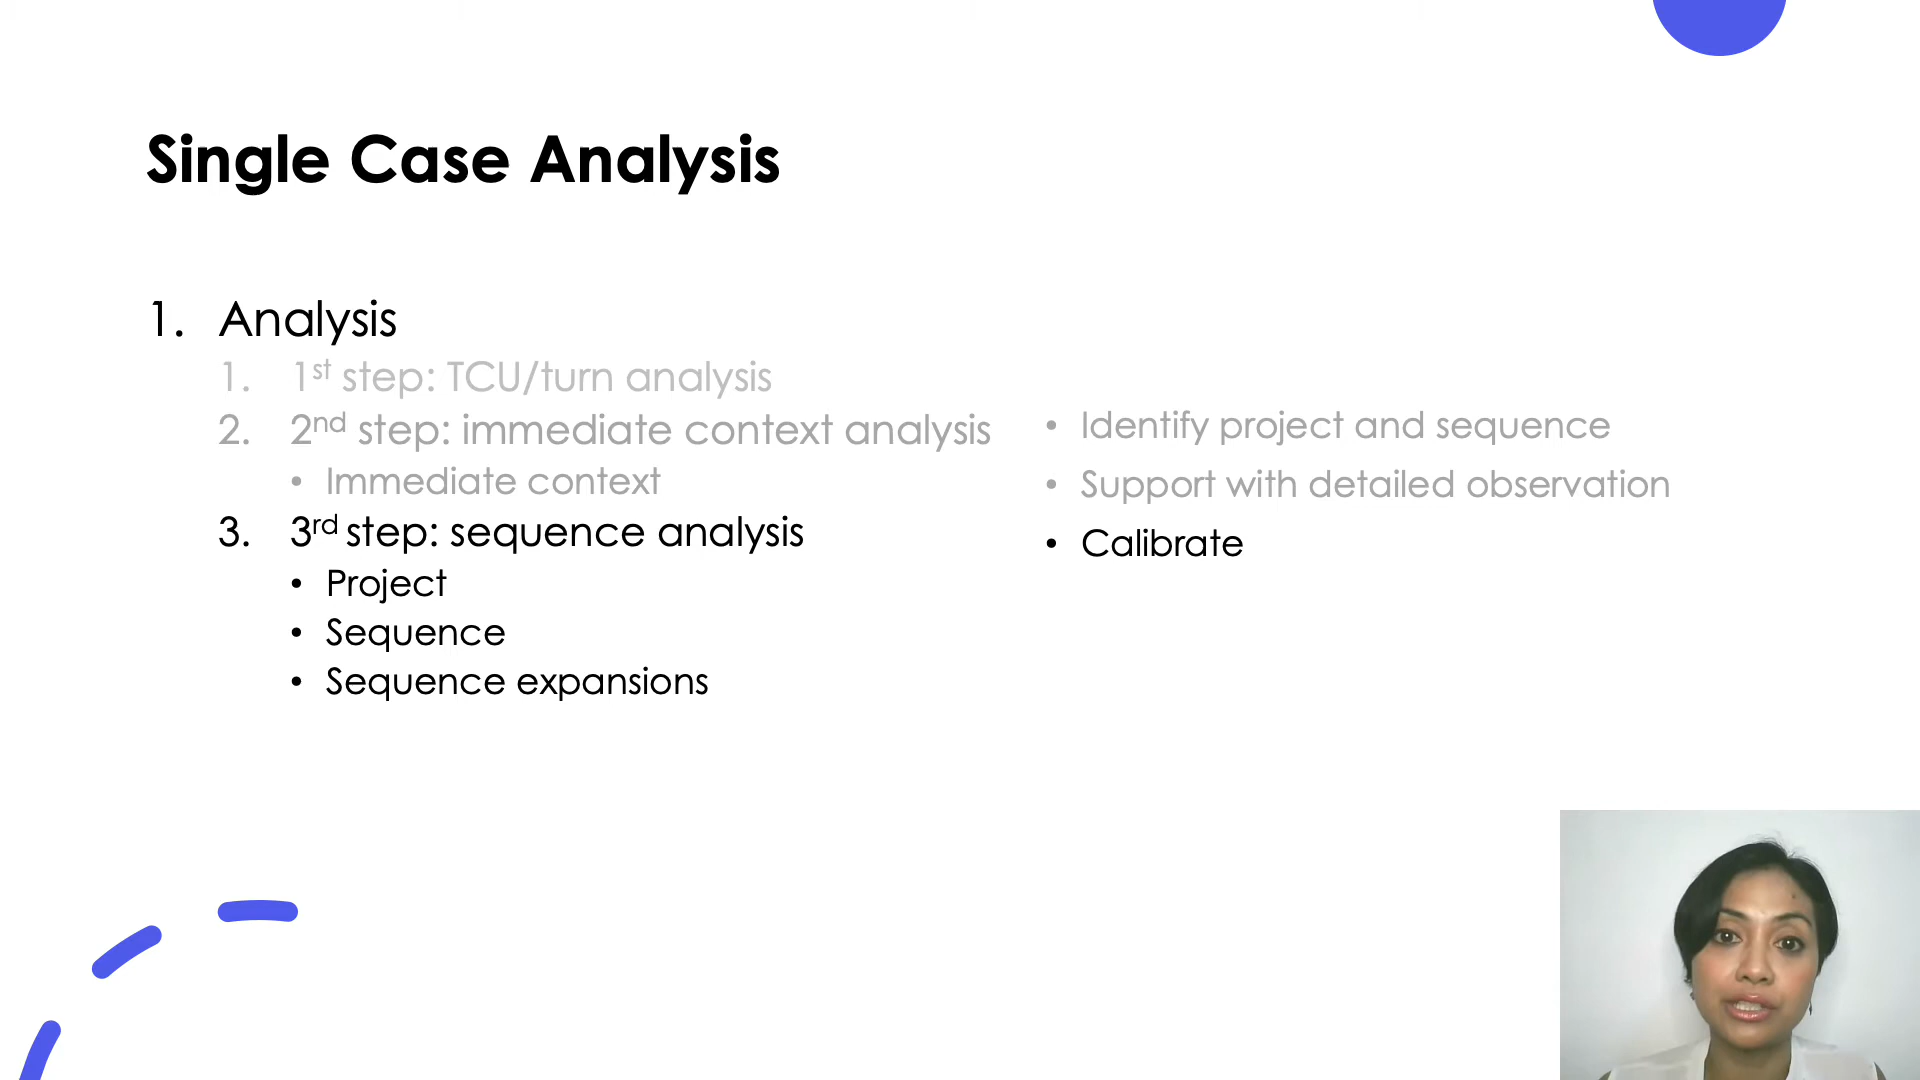 Single Case Analysis
1. Analysis
1. 1st step: TCU/turn analysis
2. 2nd step: immediate context analysis
• Immediate context
3. 3rd step: sequence analysis
• Project
• Sequence
• Sequence expansions
• Identify project and sequence
• Support with detailed observation
• Calibrate